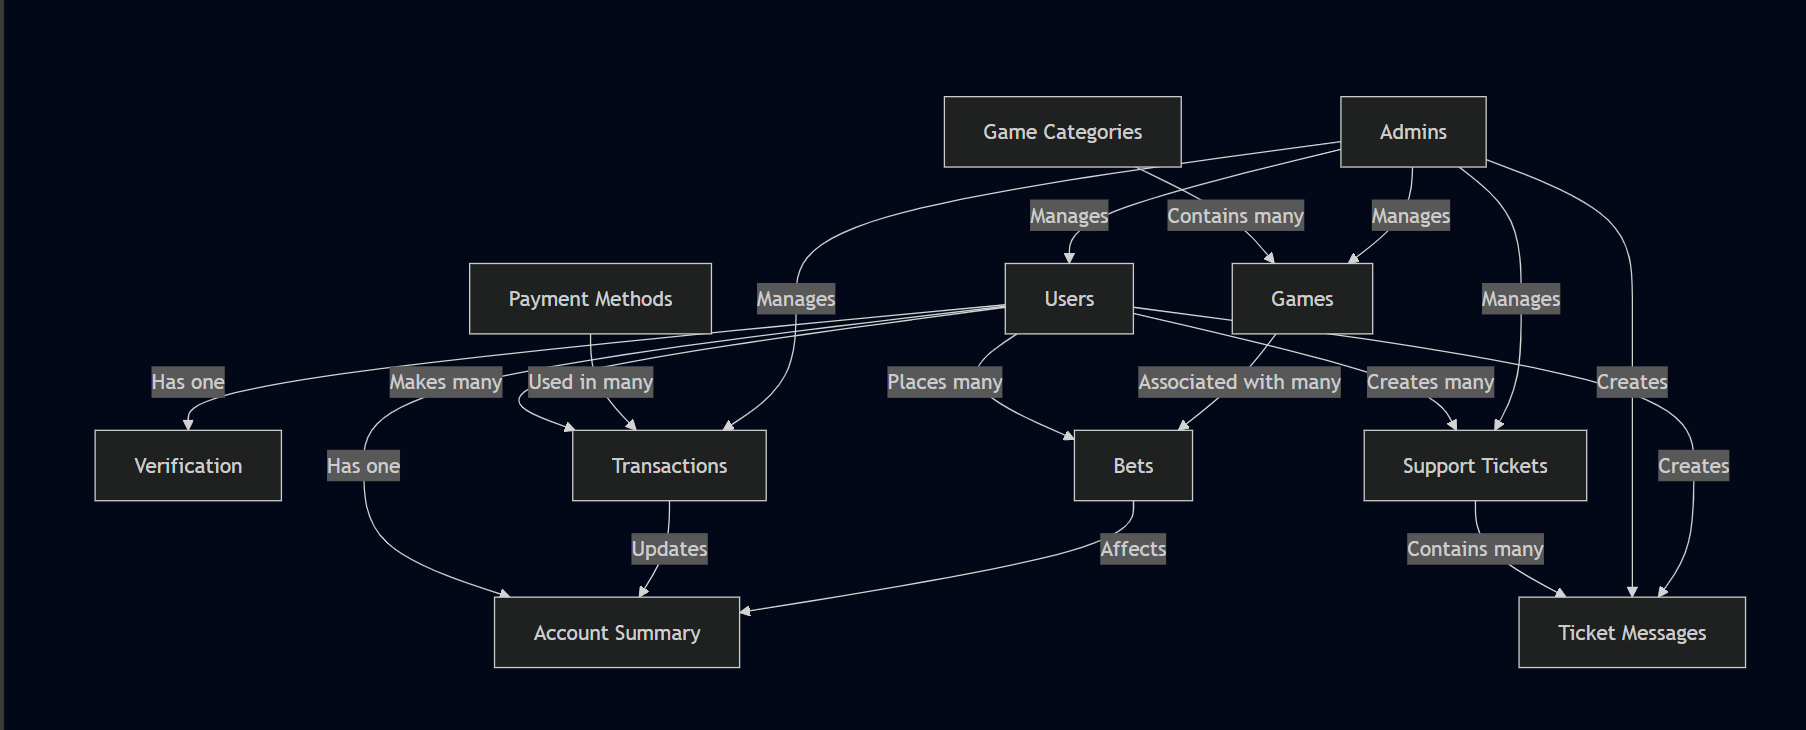 Game Categories
Admins
Manages
Contains many
Manages
Payment Methods
Manages
Users
Games
Manages
Has one
Makes many
Used in many
Places many
Associated with many
Creates many
Creates
Verification
Has one
Transactions
Bets
Support Tickets
Creates
Updates
Affects
Contains many
Account Summary
Ticket Messages